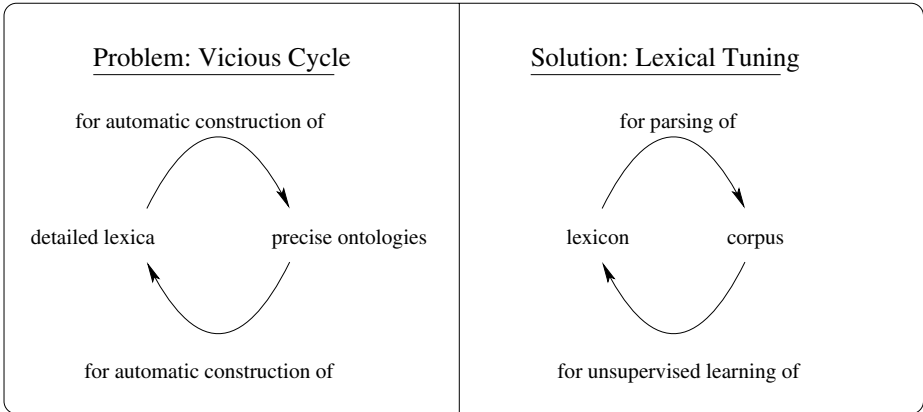 Problem: Vicious Cycle
for automatic construction of
detailed lexica
precise ontologies
for automatic construction of
Solution: Lexical Tuning
for parsing of
lexicon
corpus
for unsupervised learning of